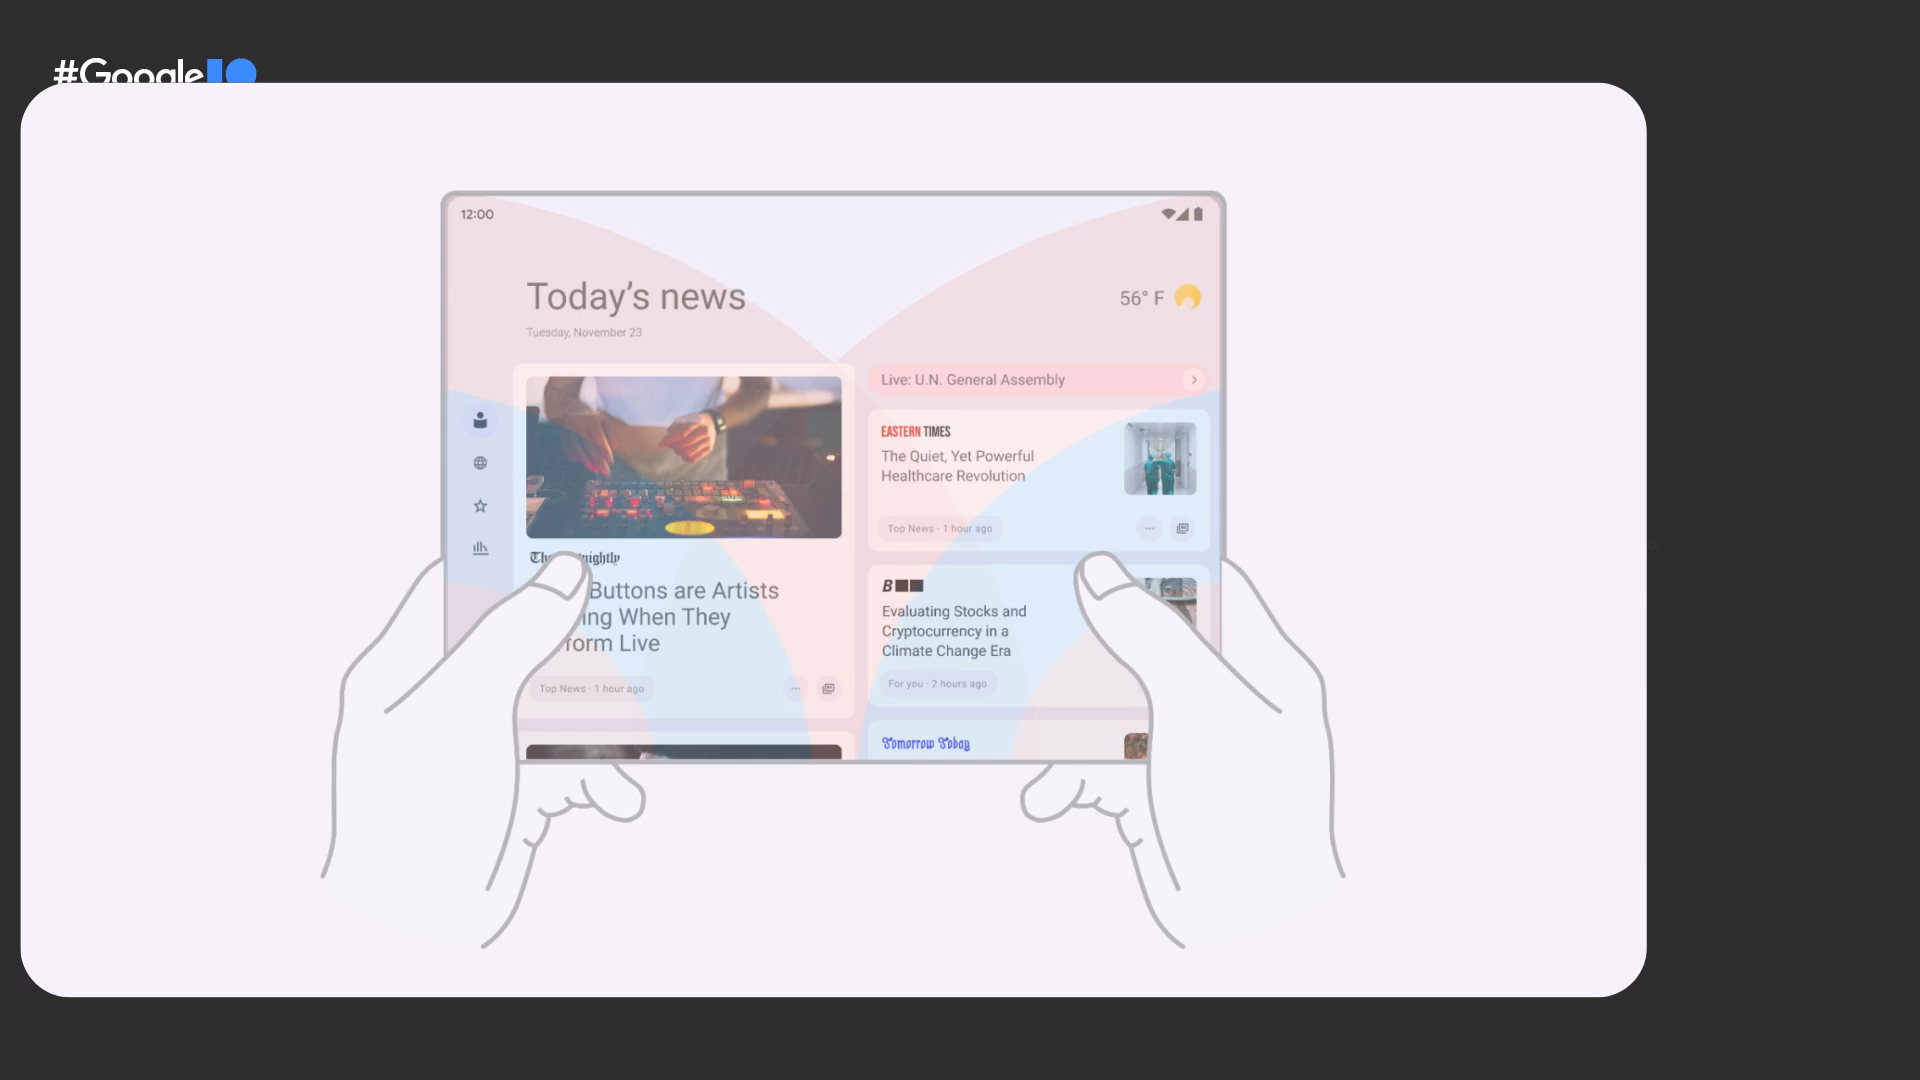 #Google IO
12:00
Today's news
Tuesday, November 23
56° F
Live: U.N. General Assembly
EASTERN TIMES
The Quiet, Yet Powerful
Healthcare Revolution
Top News · 1 hour ago
Buttons are Artists
When They
Live
Top News · 1 hour ago
B
Evaluating Stocks and
Cryptocurrency in a
Climate Change Era
For you · 2 hours ago
Tomorrow Today